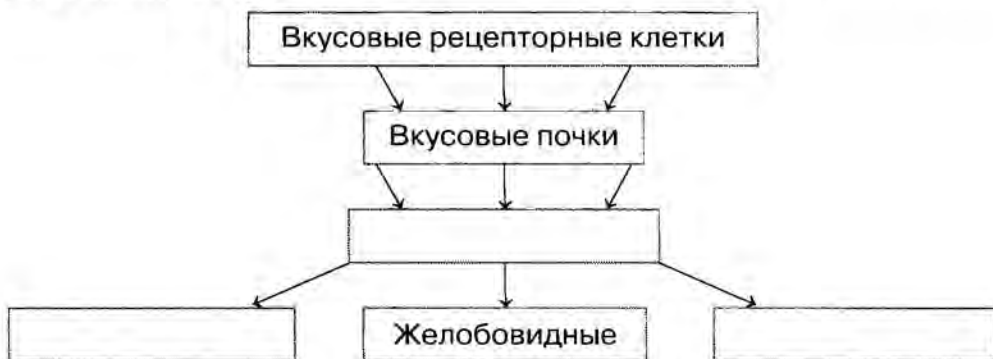 Вкусовые рецепторные клетки
Вкусовые почки
Желобовидные